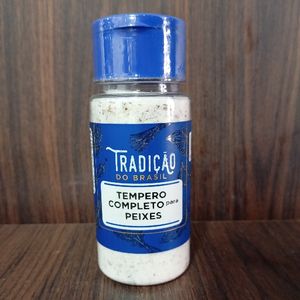 TRADIÇÃO
DO BRASIL
TEMPERO
COMPLETO para
PEIXES